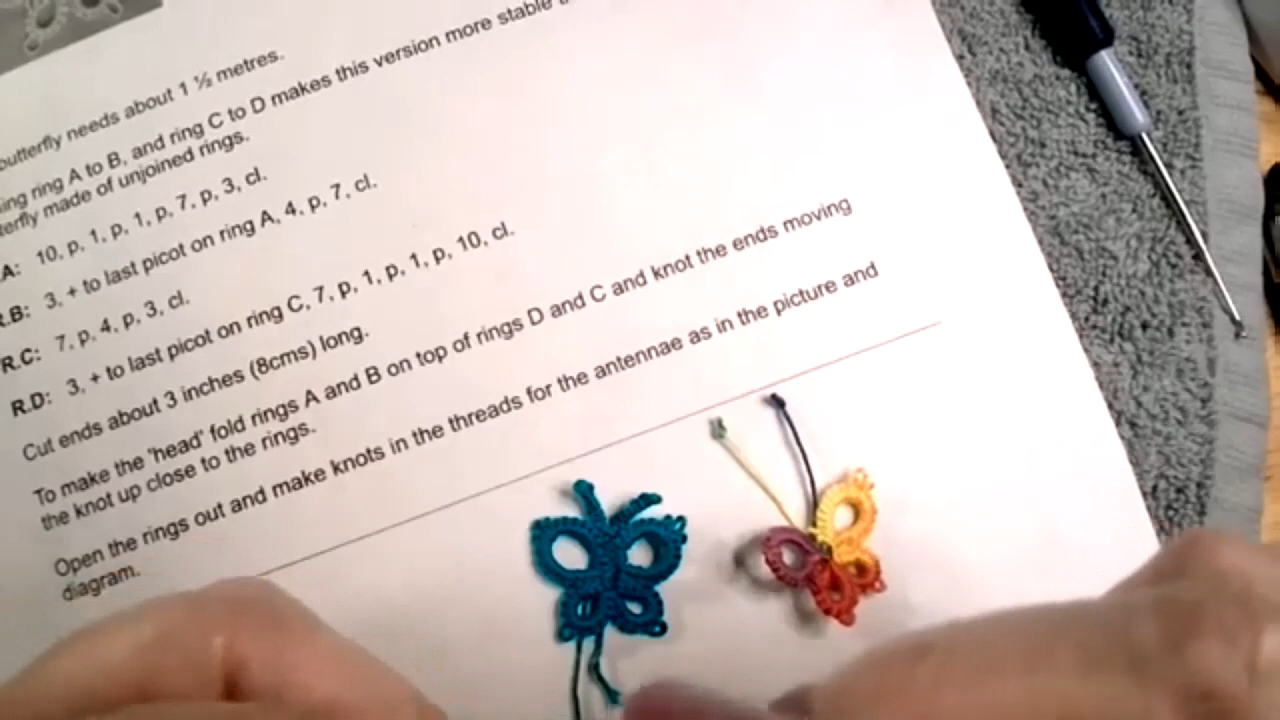 butterfly needs about 1 ½ metres.
ring A to B, and ring C to D makes this version more stable
made of unjoined rings.
A: 10, p, 1, p, 1, p, 7, p, 3, cl.
R.B: 3, + to last picot on ring A, 4, p, 7, cl.
R.C: 7, p, 4, p, 3, cl.
R.D: 3, + to last picot on ring C, 7, p, 1, p, 1, p, 10, cl.
Cut ends about 3 inches (8cms) long.
To make the 'head' fold rings A and B on top of rings D and C and knot the ends moving
the knot up close to the rings.
Open the rings out and make knots in the threads for the antennae as in the picture and
diagram.